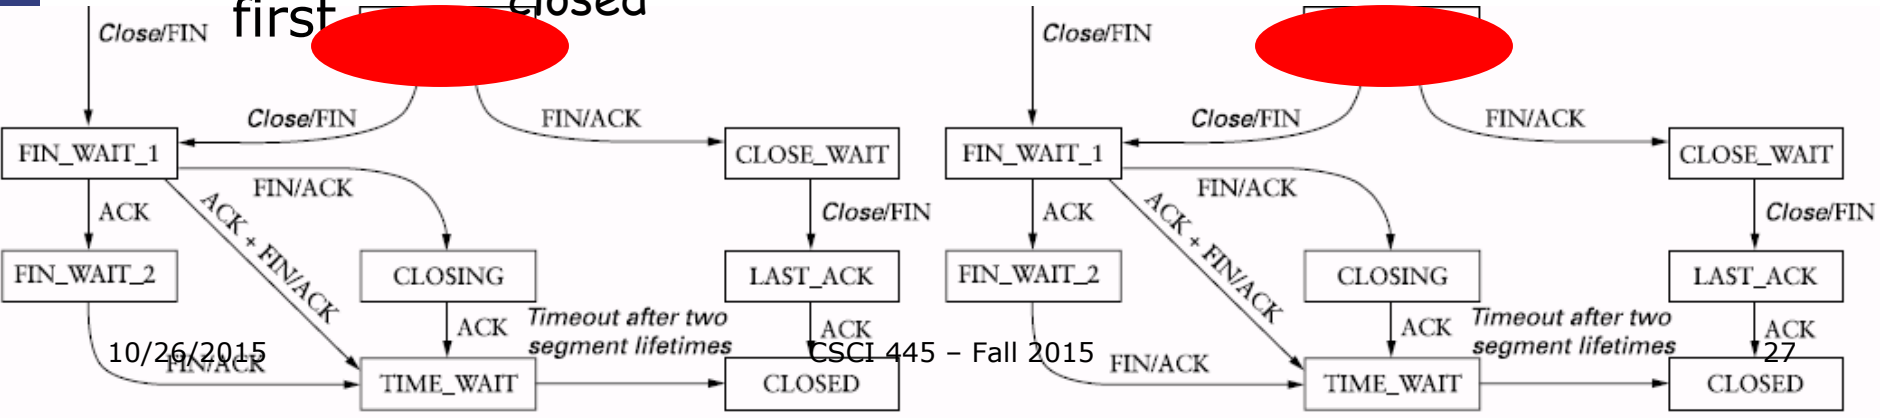 first
closed
Close/FIN
Close/FIN
FIN/ACK
FIN_WAIT_1
CLOSE_WAIT
FIN/ACK
ACK
ACK + FIN/ACK
Close/FIN
FIN_WAIT_2
CLOSING
LAST_ACK
ACK
Timeout after two
segment lifetimes
ACK
FIN/ACK
TIME_WAIT
CLOSED
Close/FIN
Close/FIN
FIN/ACK
FIN_WAIT_1
CLOSE_WAIT
FIN/ACK
ACK
ACK + FIN/ACK
Close/FIN
FIN_WAIT_2
CLOSING
LAST_ACK
ACK
Timeout after two
segment lifetimes
ACK
FIN/ACK
TIME_WAIT
CLOSED
10/26/2015
CSCI 445 – Fall 2015
27